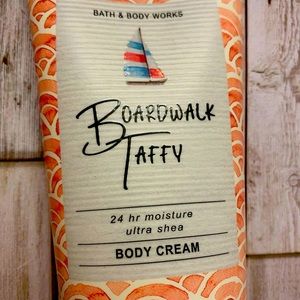 BATH & BODY WORKS
BOARDWALK
TAFFY
24 hr moisture
ultra shea
BODY CREAM